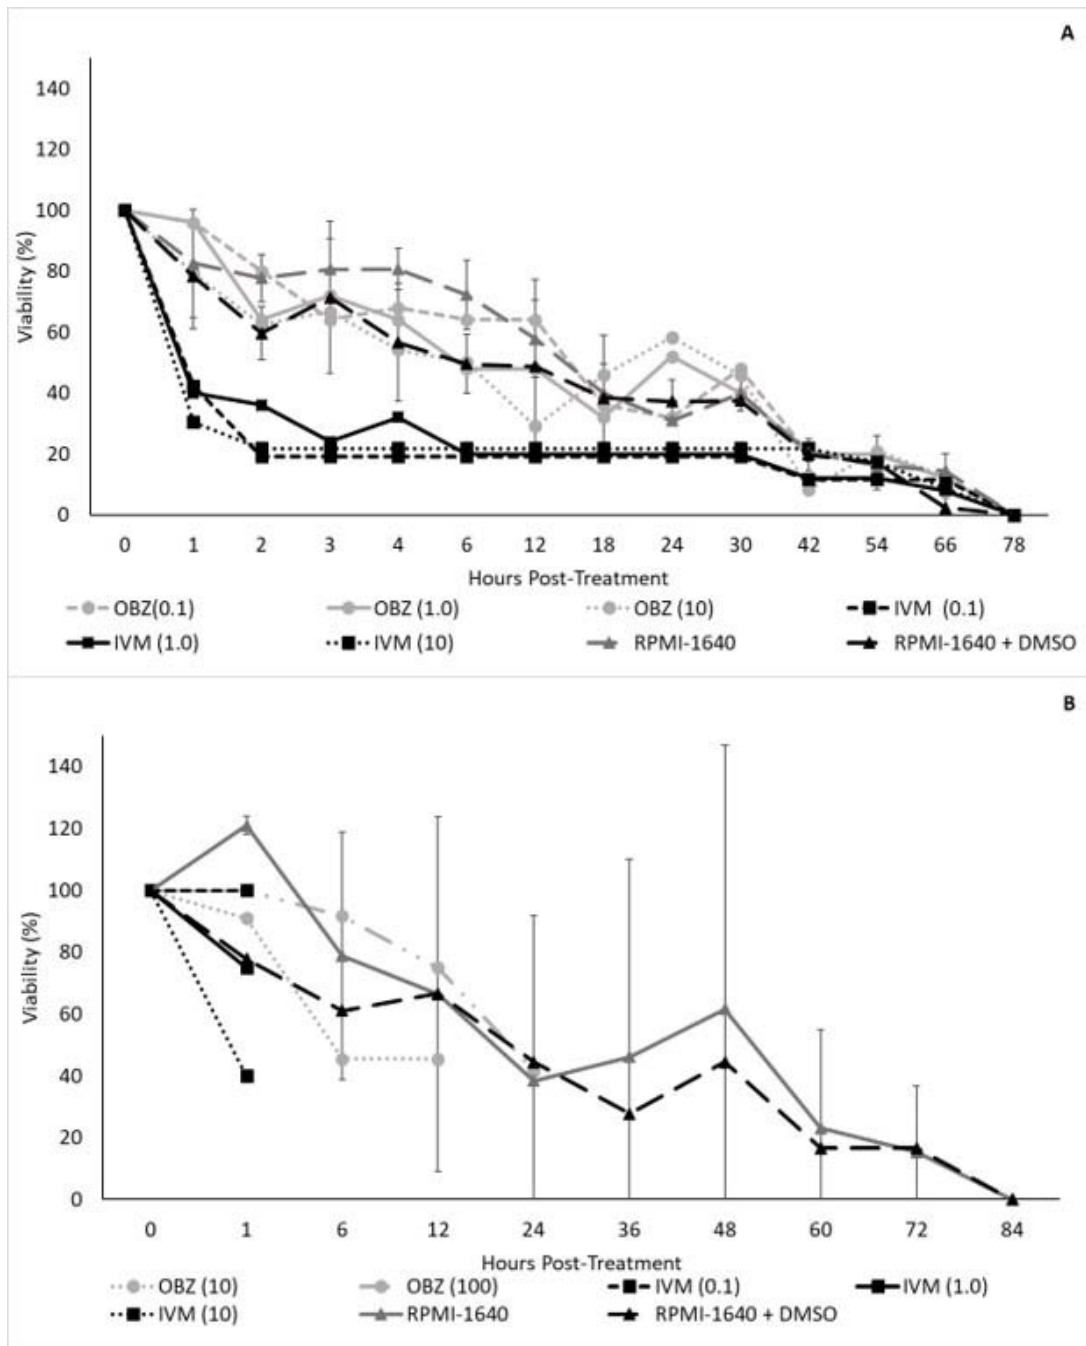 A
140
120
100
80
60
40
20
0
Viability (%)
0 1 2 3 4 6 12 18 24 30 42 54 66 78
Hours Post-Treatment
OBZ(0.1) OBZ (1.0) OBZ (10) IVM (0.1)
IVM (1.0) IVM (10) RPMI-1640 RPMI-1640 + DMSO
B
140
120
100
80
60
40
20
0
Viability (%)
0 1 6 12 24 36 48 60 72 84
Hours Post-Treatment
OBZ (10) OBZ (100) IVM (0.1) IVM (1.0)
IVM (10) RPMI-1640 RPMI-1640 + DMSO